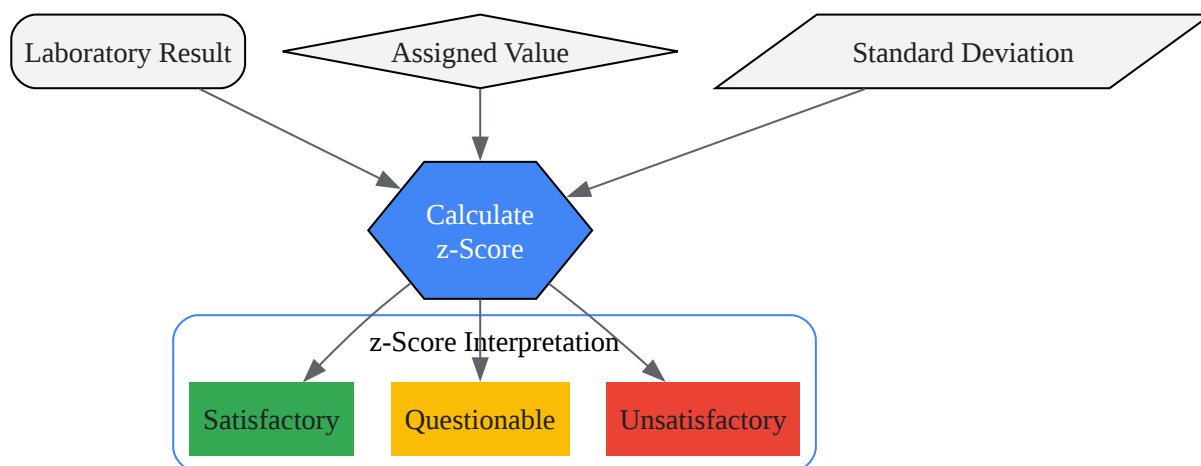 Laboratory Result
Assigned Value
Standard Deviation
Calculate
z-Score
z-Score Interpretation
Satisfactory
Questionable
Unsatisfactory